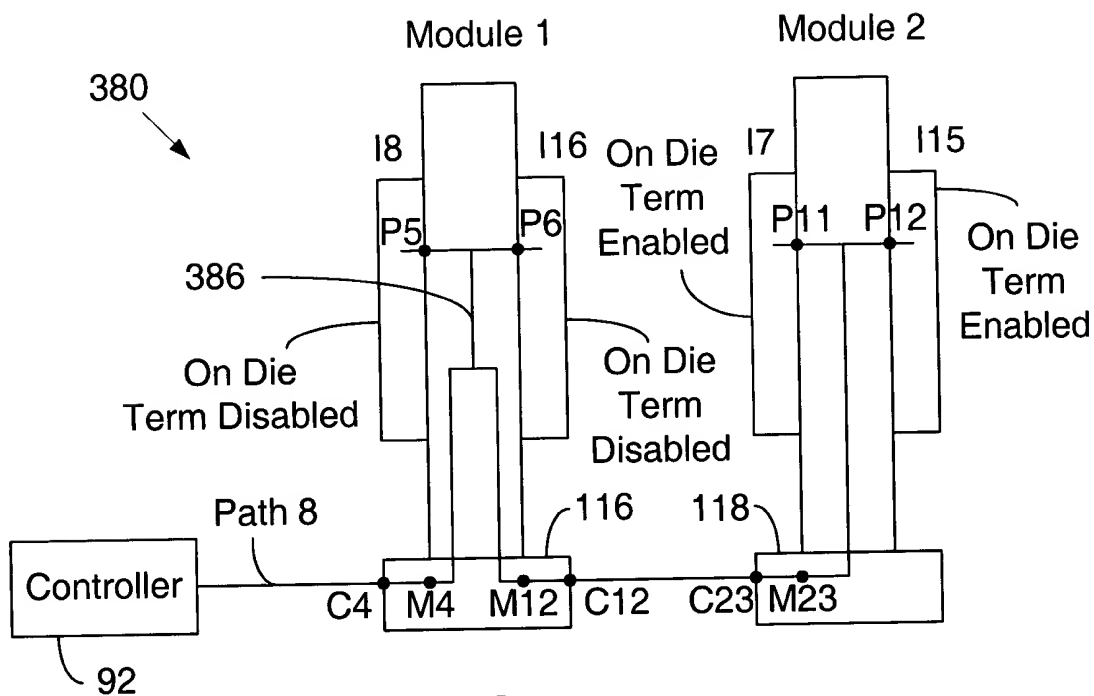 Module 1
Module 2
380
I8
I16
On Die
Term
Enabled
I7
I15
P5
P6
P11
P12
On Die
Term
Enabled
386
On Die
Term Disabled
On Die
Term
Disabled
Path 8
116
118
Controller
C4
M4
M12
C12
C23
M23
92